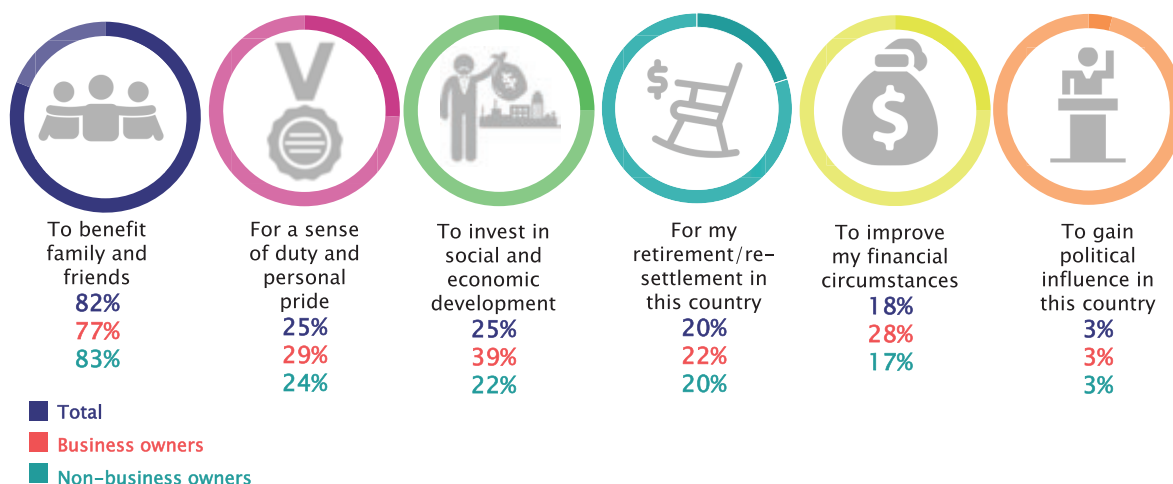 To benefit
family and
friends
82%
77%
83%
For a sense
of duty and
personal
pride
25%
29%
24%
To invest in
social and
economic
development
25%
39%
22%
For my
retirement/re-
settlement in
this country
20%
22%
20%
To improve
my financial
circumstances
18%
28%
17%
To gain
political
influence in
this country
3%
3%
3%
Total
Business owners
Non-business owners
$
$